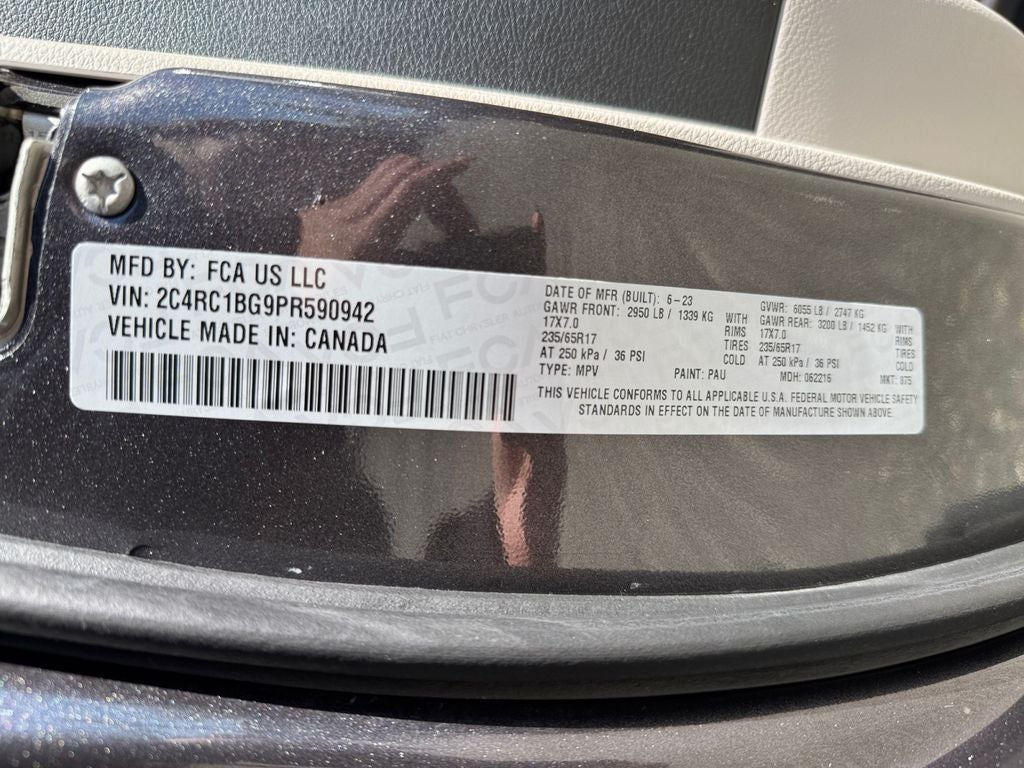 MFD BY: FCA US LLC
VIN: 2C4RC1BG9PR590942
VEHICLE MADE IN: CANADA
DATE OF MFR (BUILT): 6-23 GVWR: 6055 LB / 2747 KG
GAWR FRONT: 2950 LB / 1339 KG WITH GAWR REAR: 3200 LB / 1452 KG WITH
17X7.0 RIMS 17X7.0 RIMS
235/65R17 TIRES 235/65R17 TIRES
AT 250 kPa / 36 PSI COLD AT 250 kPa / 36 PSI COLD
TYPE: MPV PAINT: PAU MDH: 062216 MKT: 875
THIS VEHICLE CONFORMS TO ALL APPLICABLE U.S.A. FEDERAL MOTOR VEHICLE SAFETY
STANDARDS IN EFFECT ON THE DATE OF MANUFACTURE SHOWN ABOVE.